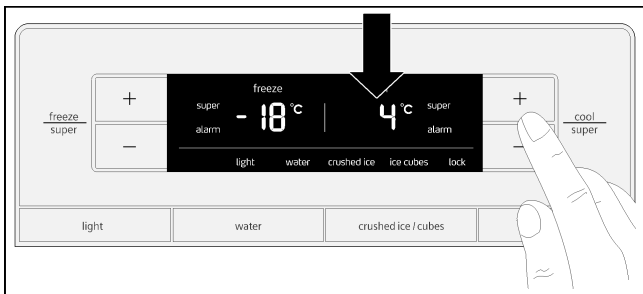 freeze
super
+
−
freeze
super
alarm
-18 °C
4 °C
super
alarm
light water crushed ice ice cubes lock
+
−
cool
super
light
water
crushed ice / cubes